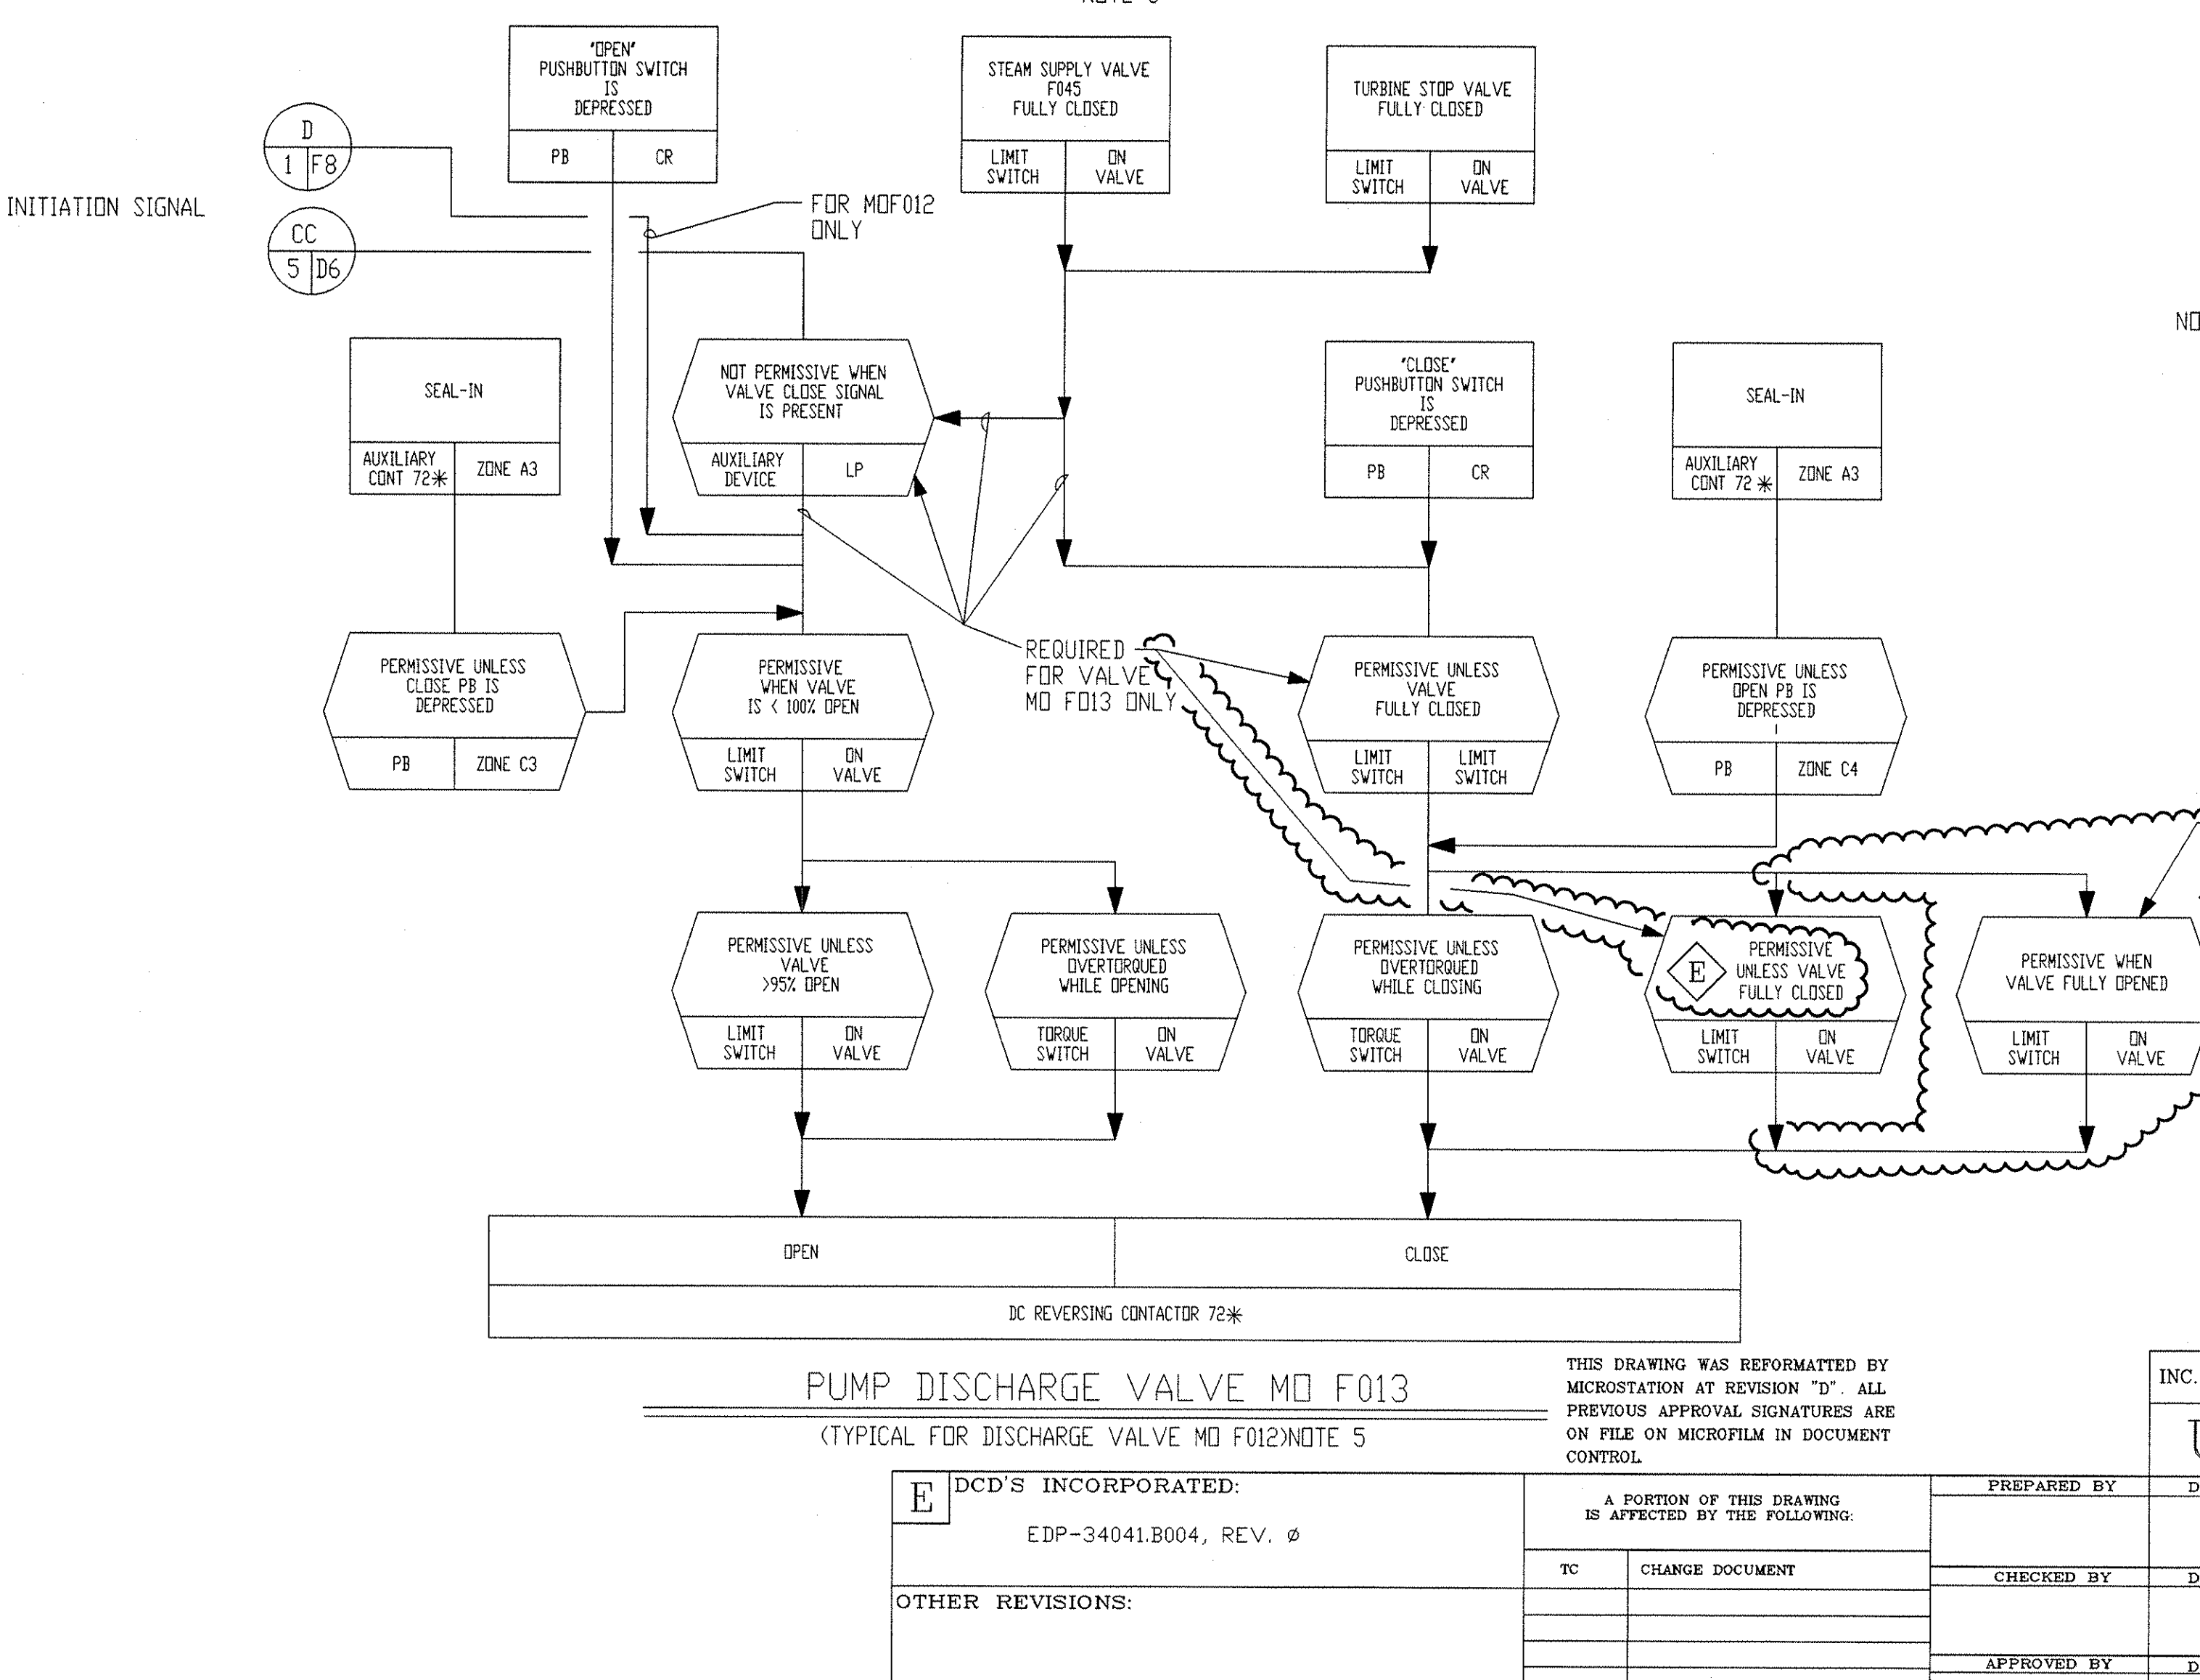 "OPEN"
PUSHBUTTON SWITCH
IS
DEPRESSED
PB CR
STEAM SUPPLY VALVE
F045
FULLY CLOSED
LIMIT
SWITCH
ON
VALVE
TURBINE STOP VALVE
FULLY CLOSED
LIMIT
SWITCH
ON
VALVE
D
1 F8
INITIATION SIGNAL
CC
5 D6
FOR MOF012
ONLY
SEAL-IN
AUXILIARY
CONT 72*
ZONE A3
NOT PERMISSIVE WHEN
VALVE CLOSE SIGNAL
IS PRESENT
AUXILIARY
DEVICE
LP
"CLOSE"
PUSHBUTTON SWITCH
IS
DEPRESSED
PB CR
SEAL-IN
AUXILIARY
CONT 72*
ZONE A3
PERMISSIVE UNLESS
CLOSE PB IS
DEPRESSED
PB ZONE C3
PERMISSIVE
WHEN VALVE
IS < 100% OPEN
LIMIT
SWITCH
ON
VALVE
REQUIRED
FOR VALVE
MO F013 ONLY
PERMISSIVE UNLESS
VALVE
FULLY CLOSED
LIMIT
SWITCH
LIMIT
SWITCH
PERMISSIVE UNLESS
OPEN PB IS
DEPRESSED
PB ZONE C4
PERMISSIVE UNLESS
VALVE
>95% OPEN
LIMIT
SWITCH
ON
VALVE
PERMISSIVE UNLESS
OVERTORQUED
WHILE OPENING
TORQUE
SWITCH
ON
VALVE
PERMISSIVE UNLESS
OVERTORQUED
WHILE CLOSING
TORQUE
SWITCH
ON
VALVE
E
PERMISSIVE
UNLESS VALVE
FULLY CLOSED
LIMIT
SWITCH
ON
VALVE
PERMISSIVE WHEN
VALVE FULLY OPENED
LIMIT
SWITCH
ON
VALVE
OPEN CLOSE
DC REVERSING CONTACTOR 72*
PUMP DISCHARGE VALVE MO F013
(TYPICAL FOR DISCHARGE VALVE MO F012)NOTE 5
THIS DRAWING WAS REFORMATTED BY
MICROSTATION AT REVISION "D". ALL
PREVIOUS APPROVAL SIGNATURES ARE
ON FILE ON MICROFILM IN DOCUMENT
CONTROL.
INC.
E DCD'S INCORPORATED:
EDP-34041.B004, REV. Ø
OTHER REVISIONS:
A PORTION OF THIS DRAWING
IS AFFECTED BY THE FOLLOWING:
TC CHANGE DOCUMENT
PREPARED BY
CHECKED BY
APPROVED BY